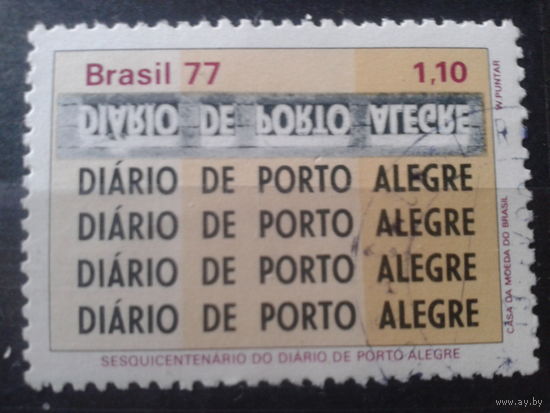 Brasil 77 1,10
DIÁRIO DE PORTO ALEGRE
DIÁRIO DE PORTO ALEGRE
DIÁRIO DE PORTO ALEGRE
DIÁRIO DE PORTO ALEGRE
DIÁRIO DE PORTO ALEGRE
SESQUICENTENÁRIO DO DIÁRIO DE PORTO ALEGRE
W. PUNTAR
CASA DA MOEDA DO BRASIL
www.ay.by